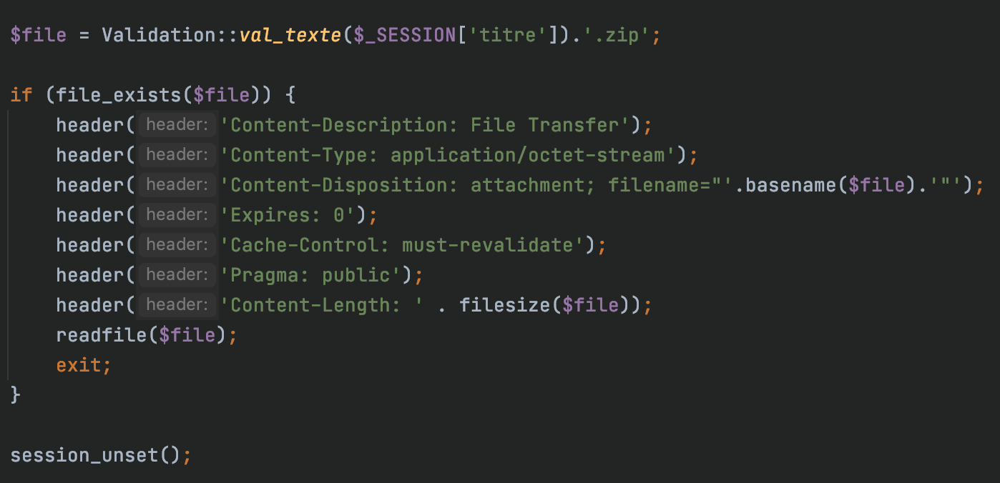 $file = Validation::val_texte($_SESSION['titre']).'.zip';
if (file_exists($file)) {
header( header: 'Content-Description: File Transfer');
header( header: 'Content-Type: application/octet-stream');
header( header: 'Content-Disposition: attachment; filename="'.basename($file).'"');
header( header: 'Expires: 0');
header( header: 'Cache-Control: must-revalidate');
header( header: 'Pragma: public');
header( header: 'Content-Length: ' . filesize($file));
readfile($file);
exit;
}
session_unset();